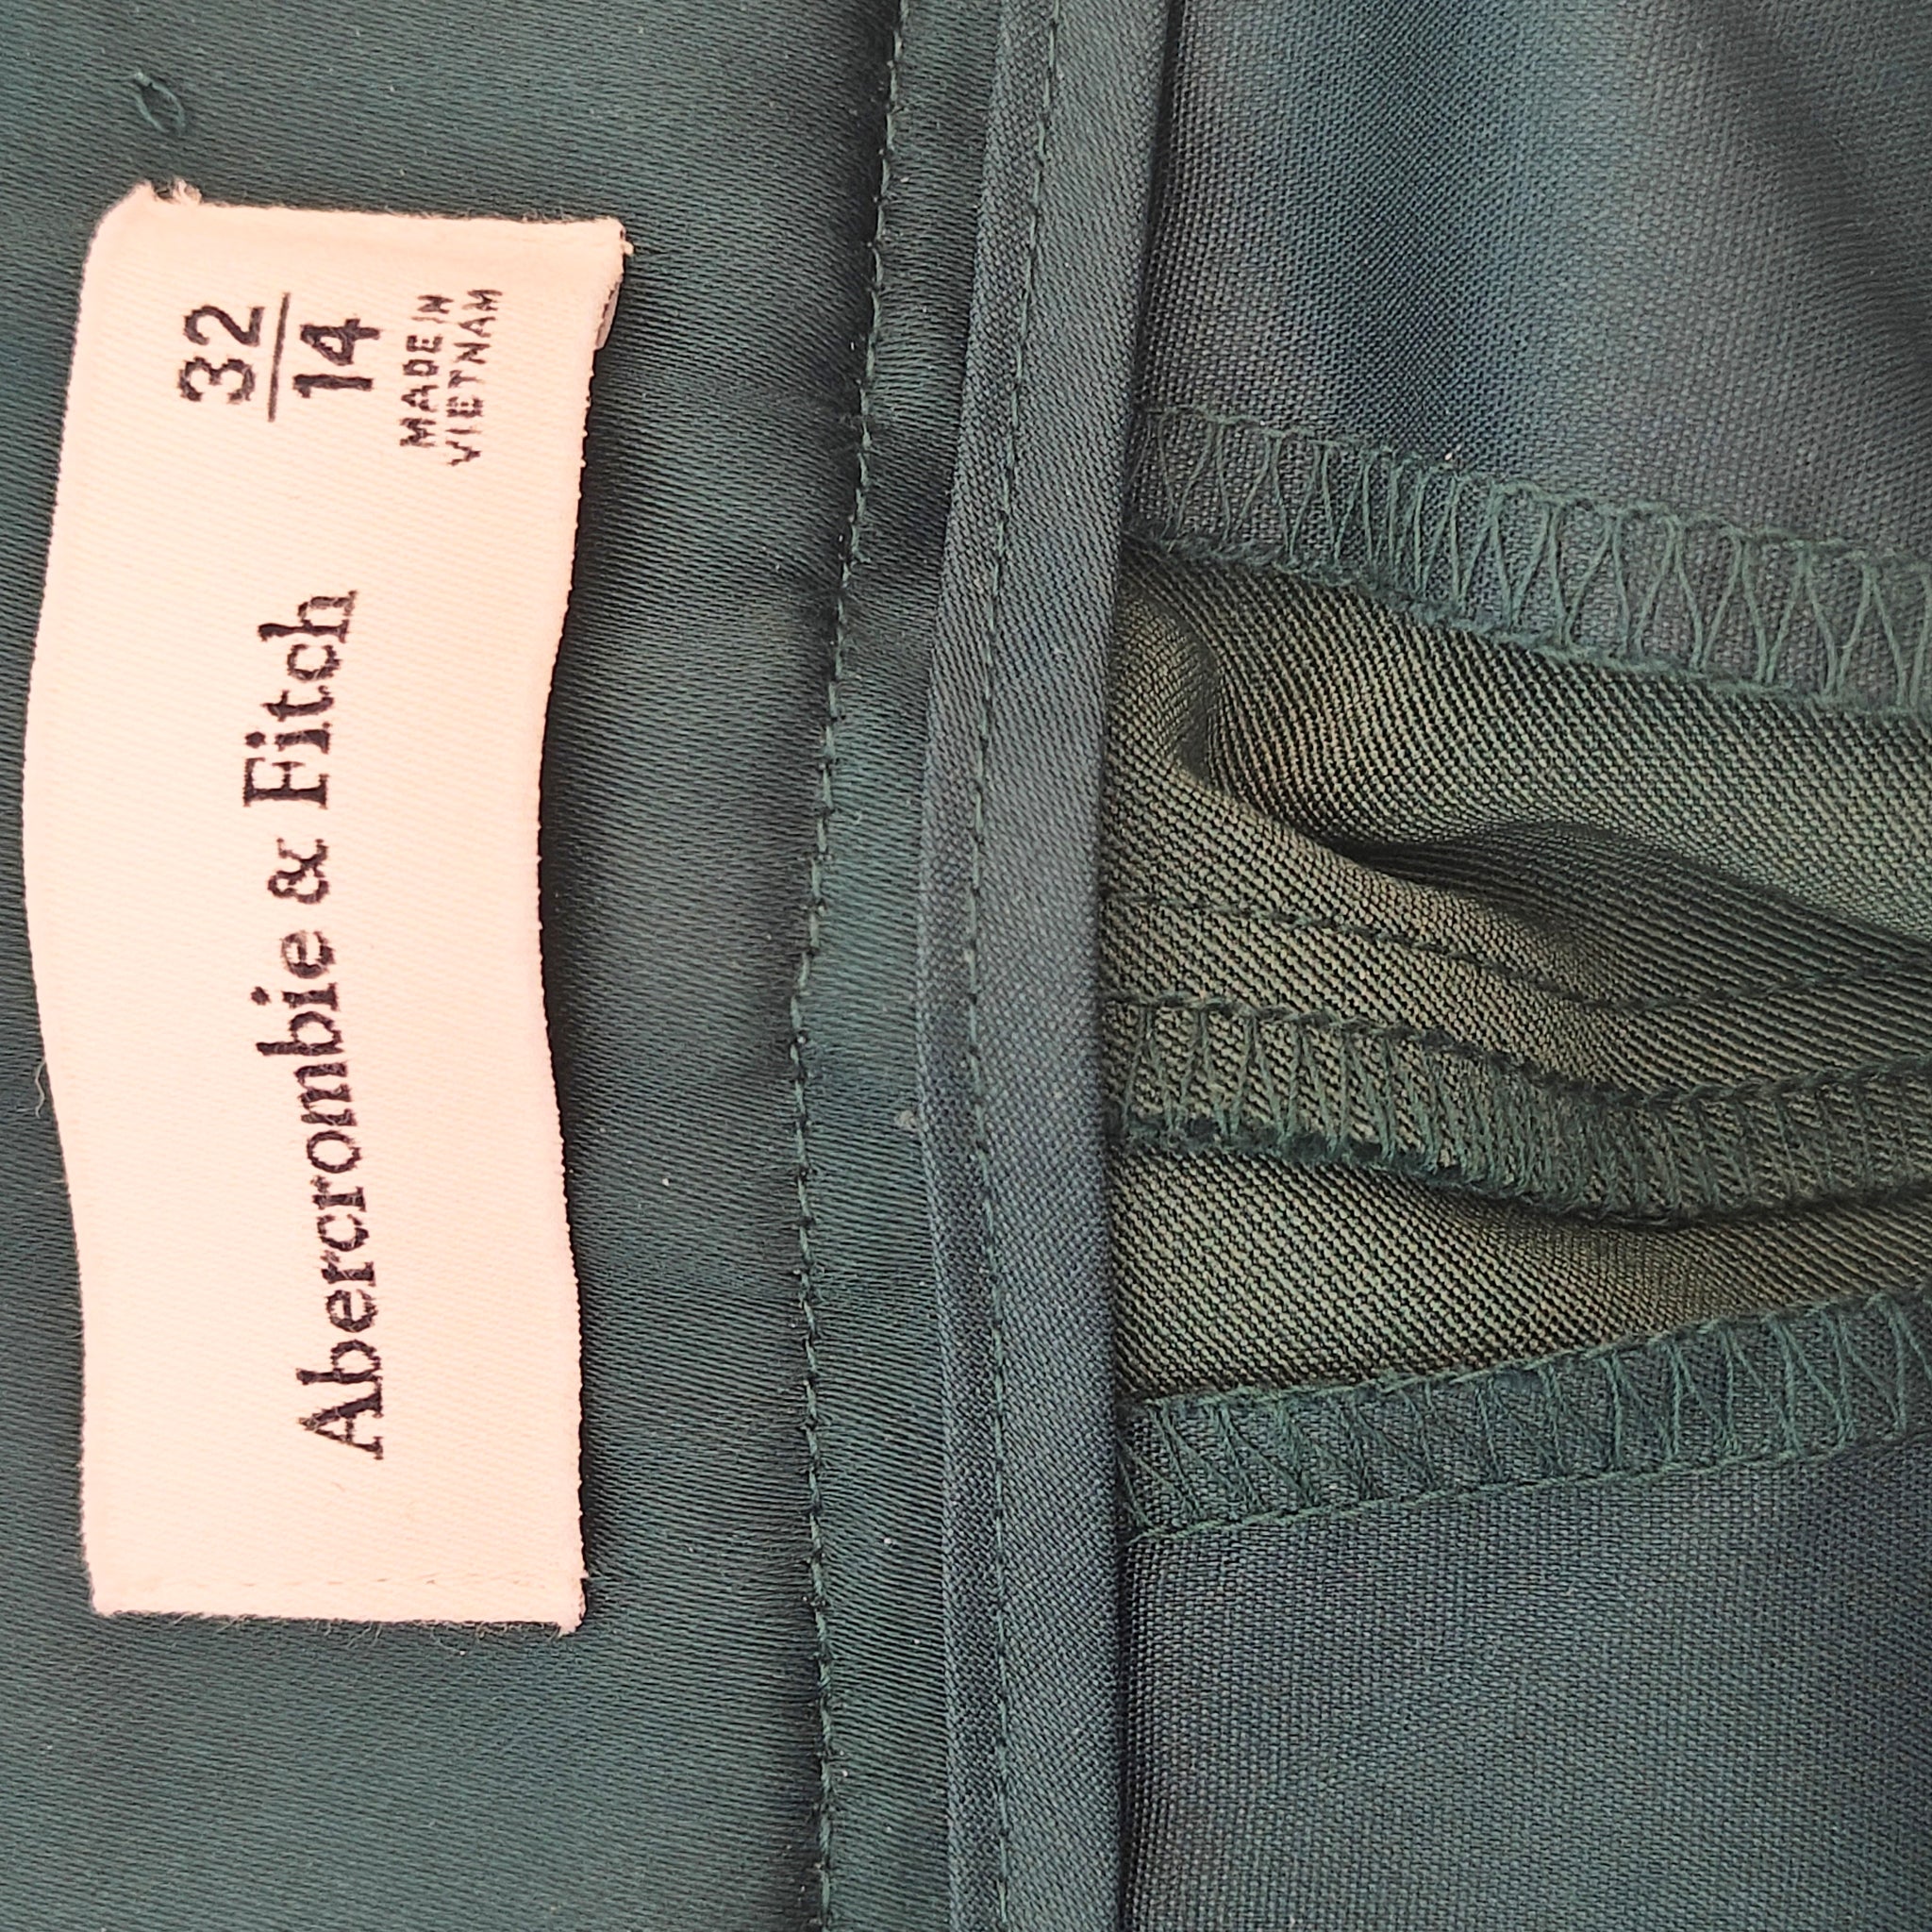 Abercrombie & Fitch
32
14
MADE IN
VIETNAM